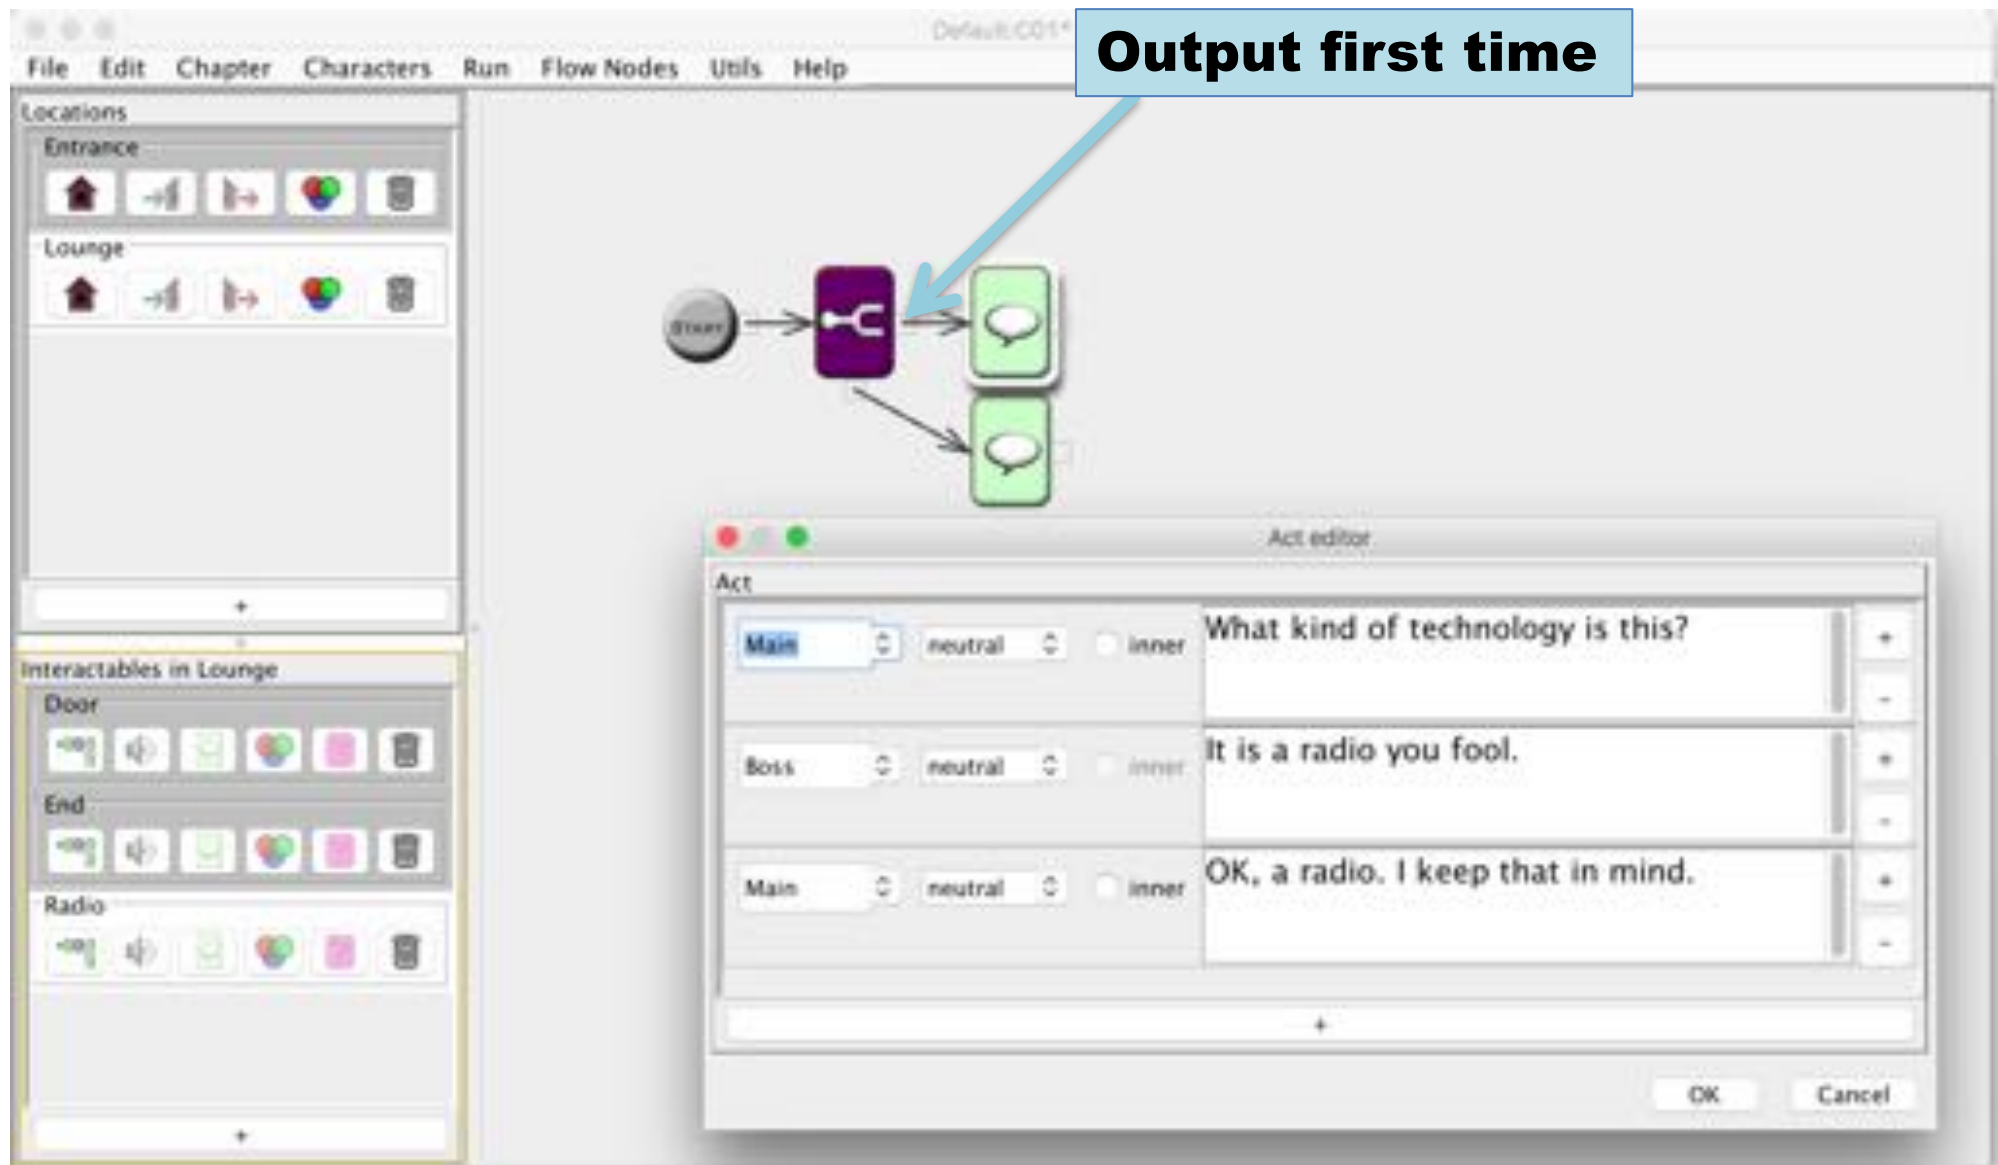 Default:C01*
Output first time
File Edit Chapter Characters Run Flow Nodes Utils Help
Locations
Entrance
Lounge
+
Interactables in Lounge
Door
End
Radio
+
START
Act editor
Act
Main neutral inner What kind of technology is this? +
-
Boss neutral inner It is a radio you fool. +
-
Main neutral inner OK, a radio. I keep that in mind. +
-
+
OK Cancel